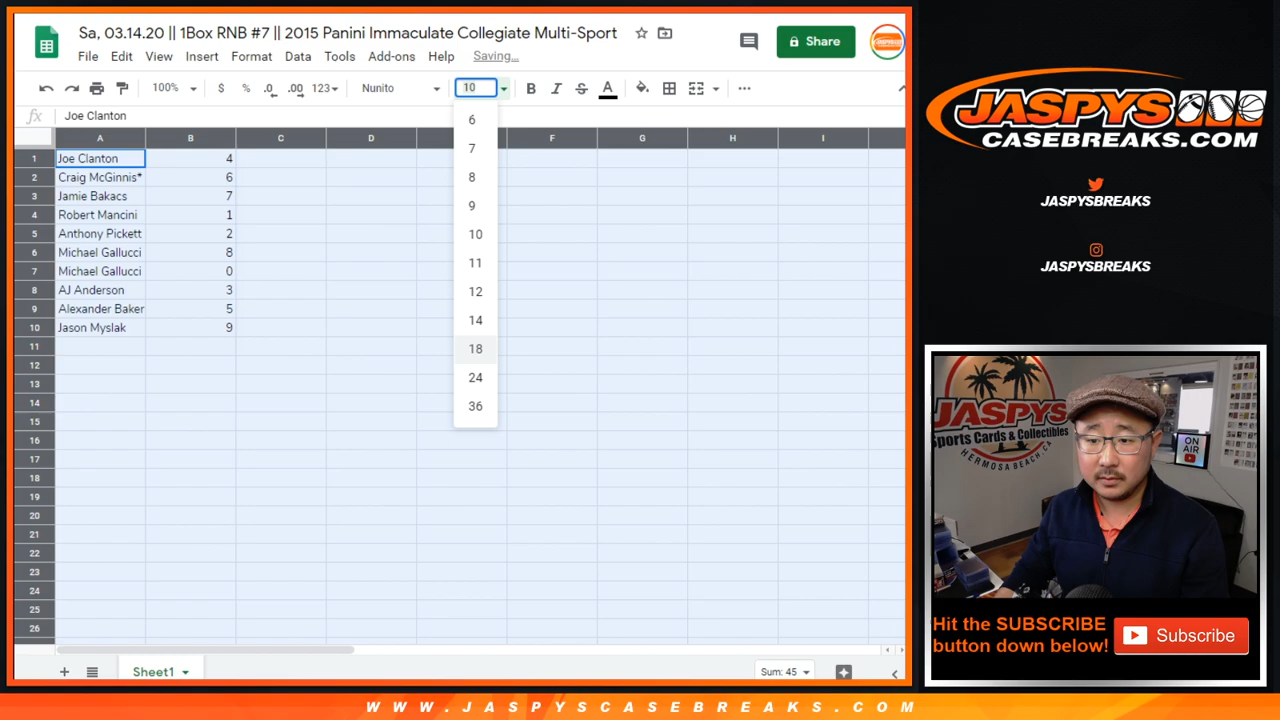 Sa, 03.14.20 || 1Box RNB #7 || 2015 Panini Immaculate Collegiate Multi-Sport
File Edit View Insert Format Data Tools Add-ons Help Saving...
Share
100% $ % .0 .00 123 Nunito 10 B I S A
fx Joe Clanton
A B C D F G H I
1 Joe Clanton 4
2 Craig McGinnis* 6
3 Jamie Bakacs 7
4 Robert Mancini 1
5 Anthony Pickett 2
6 Michael Gallucci 8
7 Michael Gallucci 0
8 AJ Anderson 3
9 Alexander Baker 5
10 Jason Myslak 9
11
12
13
14
15
16
17
18
19
20
21
22
23
24
25
26
6
7
8
9
10
11
12
14
18
24
36
Sheet1
Sum: 45
JASPYS
CASEBREAKS.COM
JASPYSBREAKS
JASPYSBREAKS
JASPYS
Sports Cards & Collectibles
HERMOSA BEACH, CA
ON AIR
Hit the SUBSCRIBE
button down below!
Subscribe
WWW.JASPYSCASEBREAKS.COM